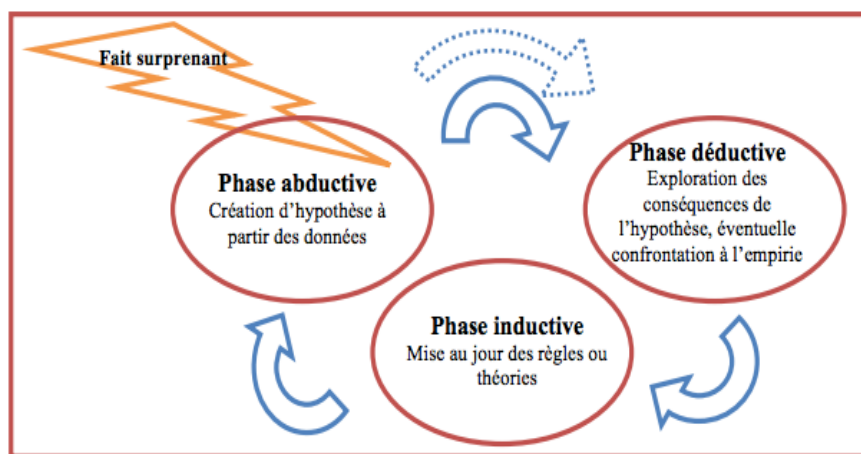 Fait surprenant
Phase abductive
Création d'hypothèse à
partir des données
Phase déductive
Exploration des
conséquences de
l'hypothèse, éventuelle
confrontation à l'empirie
Phase inductive
Mise au jour des règles ou
théories